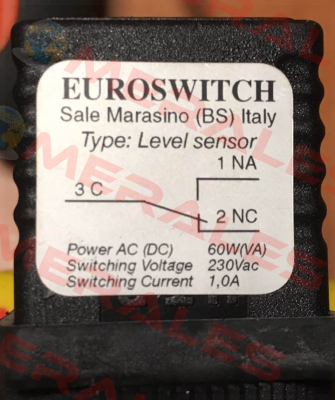 EUROSWITCH
Sale Marasino (BS) Italy
Type: Level sensor
1 NA
3 C
2 NC
Power AC (DC) 60W(VA)
Switching Voltage 230Vac
Switching Current 1,0A
MERALES